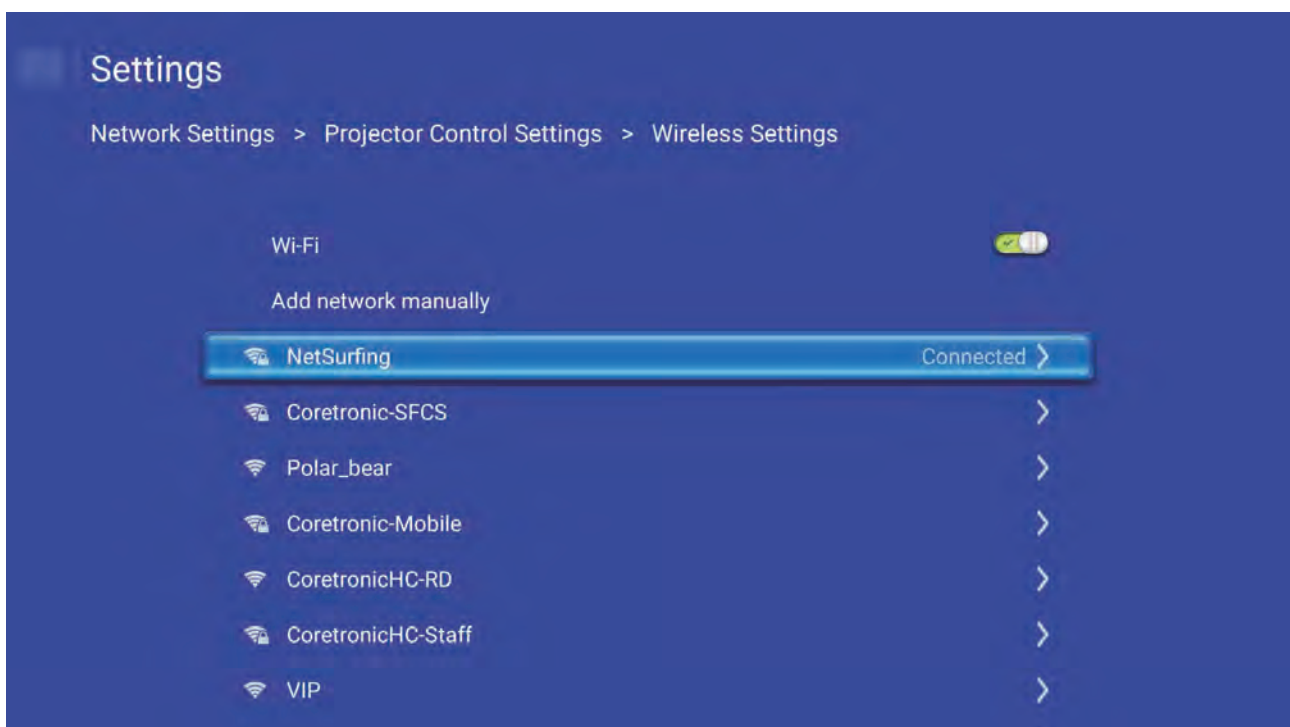 Settings
Network Settings > Projector Control Settings > Wireless Settings
Wi-Fi
Add network manually
NetSurfing Connected >
Coretronic-SFCS >
Polar_bear >
Coretronic-Mobile >
CoretronicHC-RD >
CoretronicHC-Staff >
VIP >